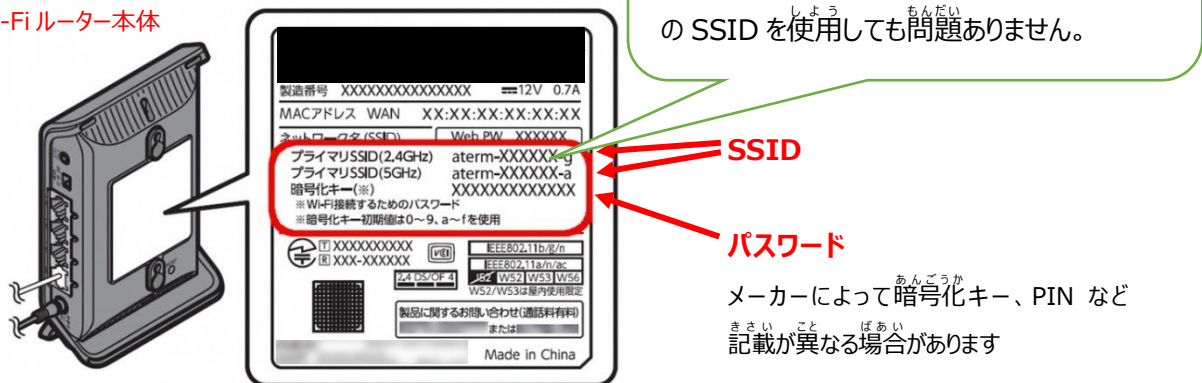 -Fi ルーター本体
の SSID を使用しても問題ありません。
しよう
もんだい
製造番号 XXXXXXXXXXXXXXX ⎓12V 0.7A
MACアドレス WAN XX:XX:XX:XX:XX:XX
ネットワーク名 (SSID) Web PW XXXXXX
プライマリSSID(2,4GHz) aterm-XXXXXX-g
プライマリSSID(5GHz) aterm-XXXXXX-a
暗号化キー(※) XXXXXXXXXXXXX
※Wi-Fi接続するためのパスワード
※暗号化キー初期値は0～9、a～fを使用
T XXXXXXXXXX
R XXX-XXXXXX
VCI
IEEE802,11b/g/n
IEEE802,11a/n/ac
2,4 DS/OF 4
J52 W52 W53 W56
W52/W53は屋内使用限定
製品に関するお問い合わせ(通話料有料)
または
Made in China
SSID
パスワード
あんごうか
メーカーによって暗号化キー、PIN など
きさい こと ばあい
記載が異なる場合があります